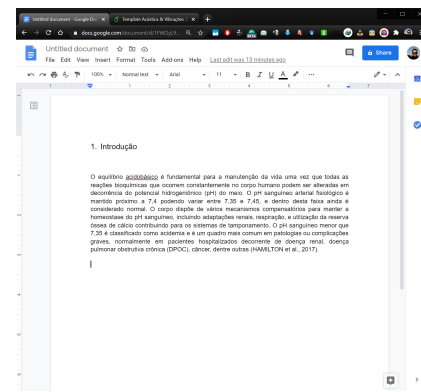 Untitled document - Google Do
Template Acústica & Vibrações
docs.google.com/document/d/1FW
Untitled document
File Edit View Insert Format Tools Add-ons Help Last edit was 13 minutes ago
Share
100% Normal text Arial 11 B I U A
1. Introdução
O equilíbrio acidobásico é fundamental para a manutenção da vida uma vez que todas as
reações bioquímicas que ocorrem constantemente no corpo humano podem ser alteradas em
decorrência do potencial hidrogeniônico (pH) do meio. O pH sanguíneo arterial fisiológico é
mantido próximo a 7,4 podendo variar entre 7,35 e 7,45, e dentro desta faixa ainda é
considerado normal. O corpo dispõe de vários mecanismos compensatórios para manter a
homeostase do pH sanguíneo, incluindo adaptações renais, respiração, e utilização da reserva
óssea de cálcio contribuindo para os sistemas de tamponamento. O pH sanguíneo menor que
7,35 é classificado como acidemia e é um quadro mais comum em patologias ou complicações
graves, normalmente em pacientes hospitalizados decorrente de doença renal, doença
pulmonar obstrutiva crônica (DPOC), câncer, dentre outras (HAMILTON et al., 2017).